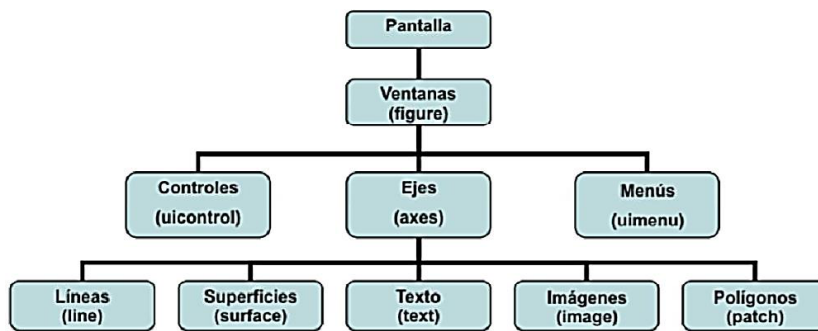 Pantalla
Ventanas
(figure)
Controles
(uicontrol)
Ejes
(axes)
Menús
(uimenu)
Líneas
(line)
Superficies
(surface)
Texto
(text)
Imágenes
(image)
Polígonos
(patch)